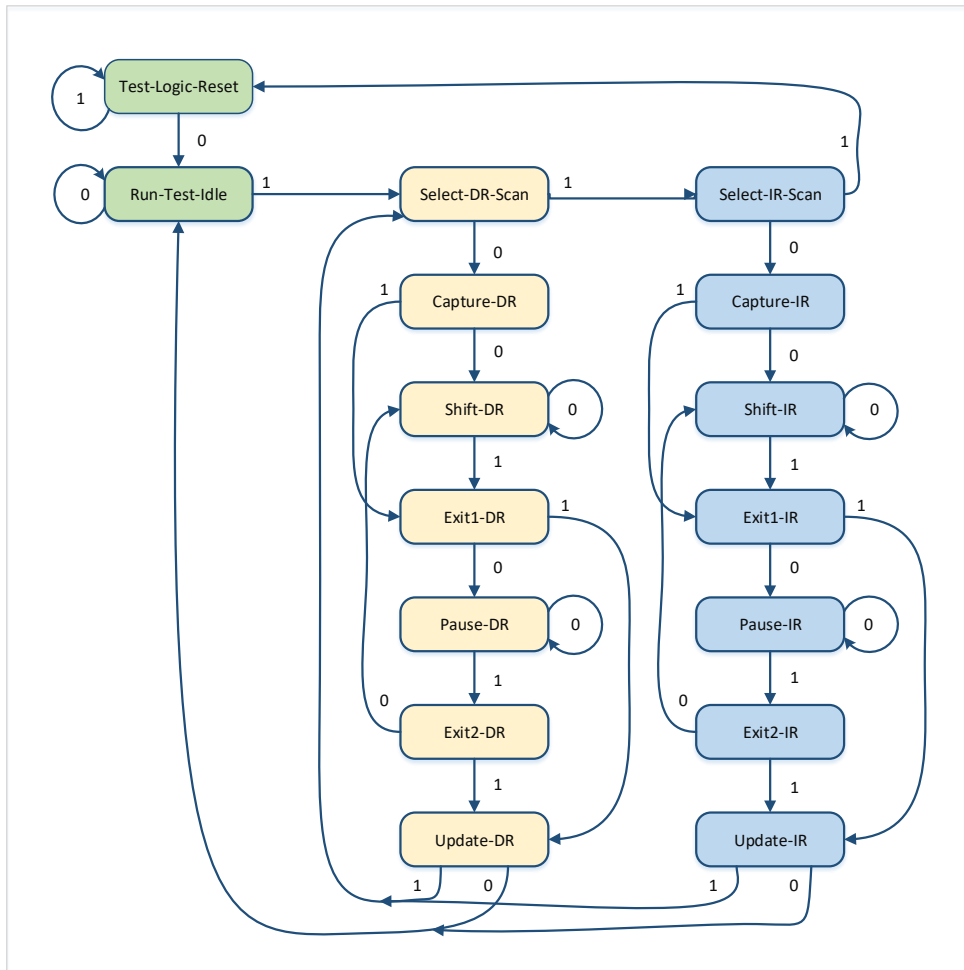 Test-Logic-Reset
1
0
1
Run-Test-Idle
0
1
Select-DR-Scan
1
Select-IR-Scan
0
0
1
Capture-DR
1
Capture-IR
0
0
Shift-DR
0
Shift-IR
0
1
1
Exit1-DR
1
Exit1-IR
1
0
0
Pause-DR
0
Pause-IR
0
1
1
0
Exit2-DR
0
Exit2-IR
1
1
Update-DR
Update-IR
1
0
1
0